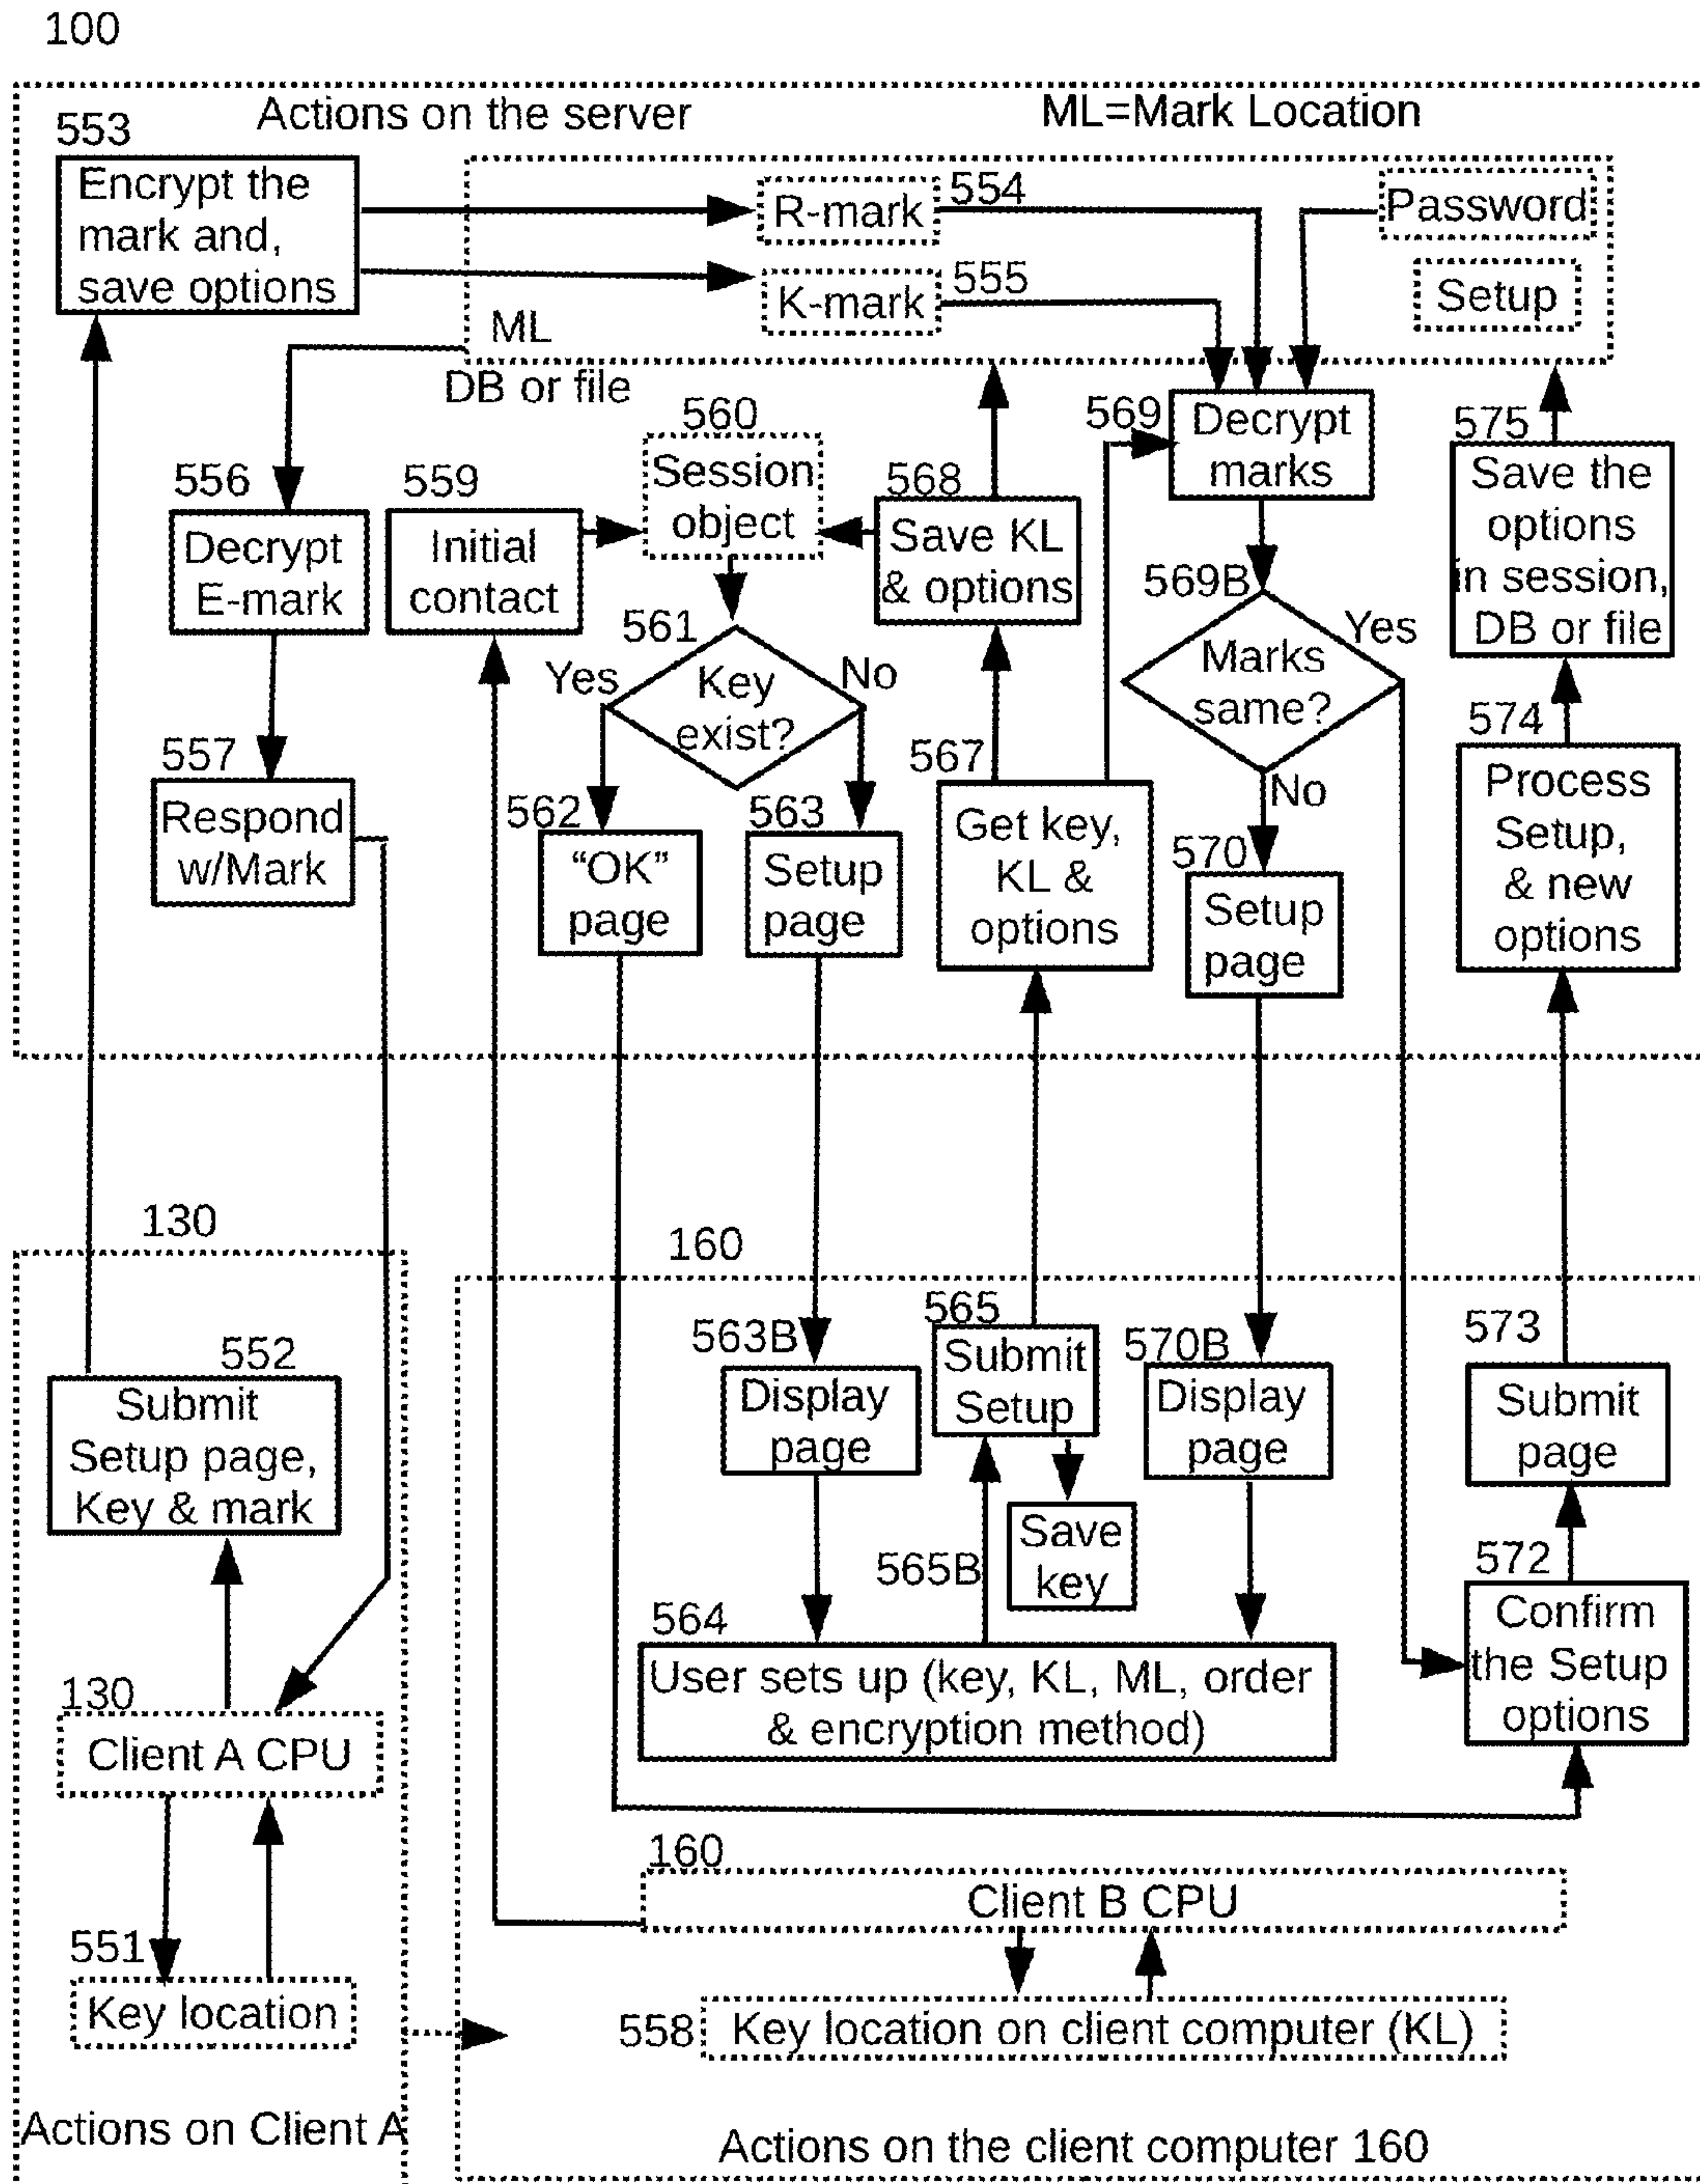 100
Actions on the server
ML=Mark Location
553
Encrypt the
mark and,
save options
R-mark
554
K-mark
555
Password
Setup
ML
DB or file
556
Decrypt
E-mark
557
Respond
w/Mark
559
Initial
contact
560
Session
object
561
Key
exist?
Yes
No
562
“OK”
page
563
Setup
page
568
Save KL
& options
567
Get key,
KL &
options
569
Decrypt
marks
569B
Marks
same?
Yes
No
570
Setup
page
575
Save the
options
in session,
DB or file
574
Process
Setup,
& new
options
130
552
Submit
Setup page,
Key & mark
130
Client A CPU
551
Key location
Actions on Client A
160
563B
Display
page
565
Submit
Setup
565B
Save
key
570B
Display
page
573
Submit
page
572
Confirm
the Setup
options
564
User sets up (key, KL, ML, order
& encryption method)
160
Client B CPU
558
Key location on client computer (KL)
Actions on the client computer 160